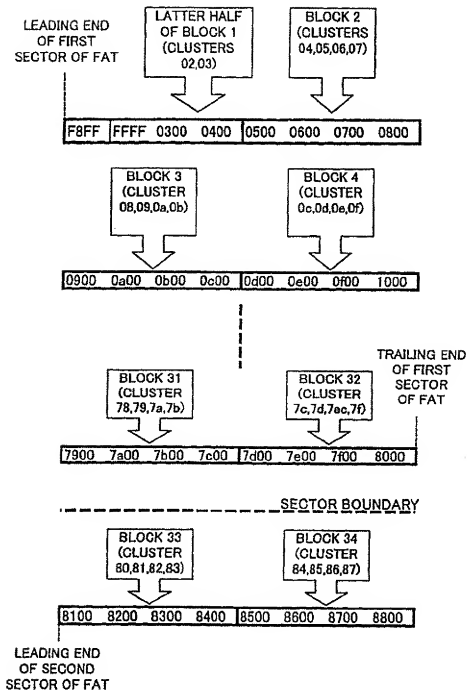 LEADING END
OF FIRST
SECTOR OF FAT
LATTER HALF
OF BLOCK 1
(CLUSTERS
02,03)
BLOCK 2
(CLUSTERS
04,05,06,07)
F8FF FFFF 0300 0400 0500 0600 0700 0800
BLOCK 3
(CLUSTER
08,09,0a,0b)
BLOCK 4
(CLUSTER
0c,0d,0e,0f)
0900 0a00 0b00 0c00 0d00 0e00 0f00 1000
TRAILING END
OF FIRST
SECTOR
OF FAT
BLOCK 31
(CLUSTER
78,79,7a,7b)
BLOCK 32
(CLUSTER
7c,7d,7ec,7f)
7900 7a00 7b00 7c00 7d00 7e00 7f00 8000
SECTOR BOUNDARY
BLOCK 33
(CLUSTER
80,81,82,83)
BLOCK 34
(CLUSTER
84,85,86,87)
8100 8200 8300 8400 8500 8600 8700 8800
LEADING END
OF SECOND
SECTOR OF FAT